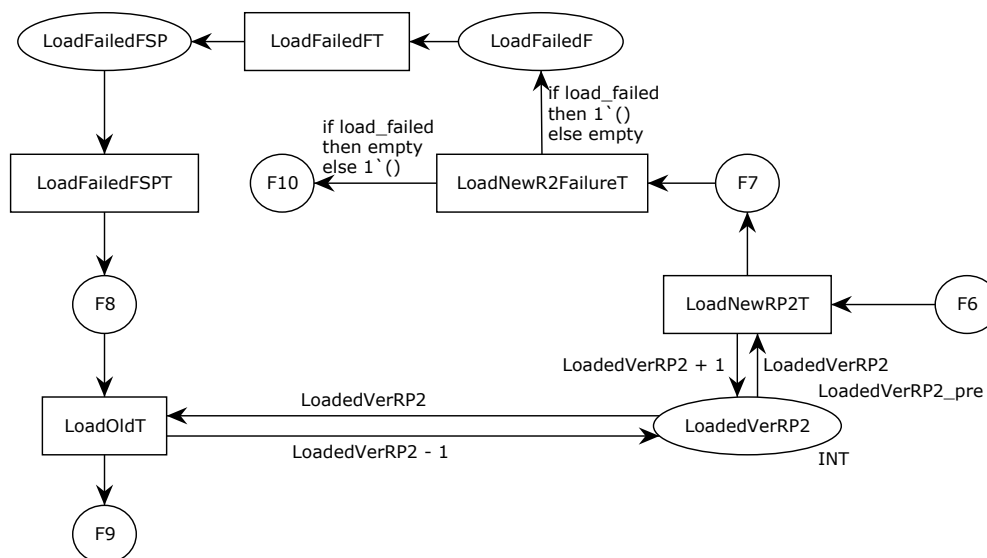 LoadFailedFSP
LoadFailedFT
LoadFailedF
if load_failed
then 1`()
else empty
if load_failed
then empty
else 1`()
LoadFailedFSPT
F10
LoadNewR2FailureT
F7
F8
LoadNewRP2T
F6
LoadedVerRP2 + 1
LoadedVerRP2
LoadedVerRP2_pre
LoadedVerRP2
LoadOldT
LoadedVerRP2
LoadedVerRP2 - 1
INT
F9